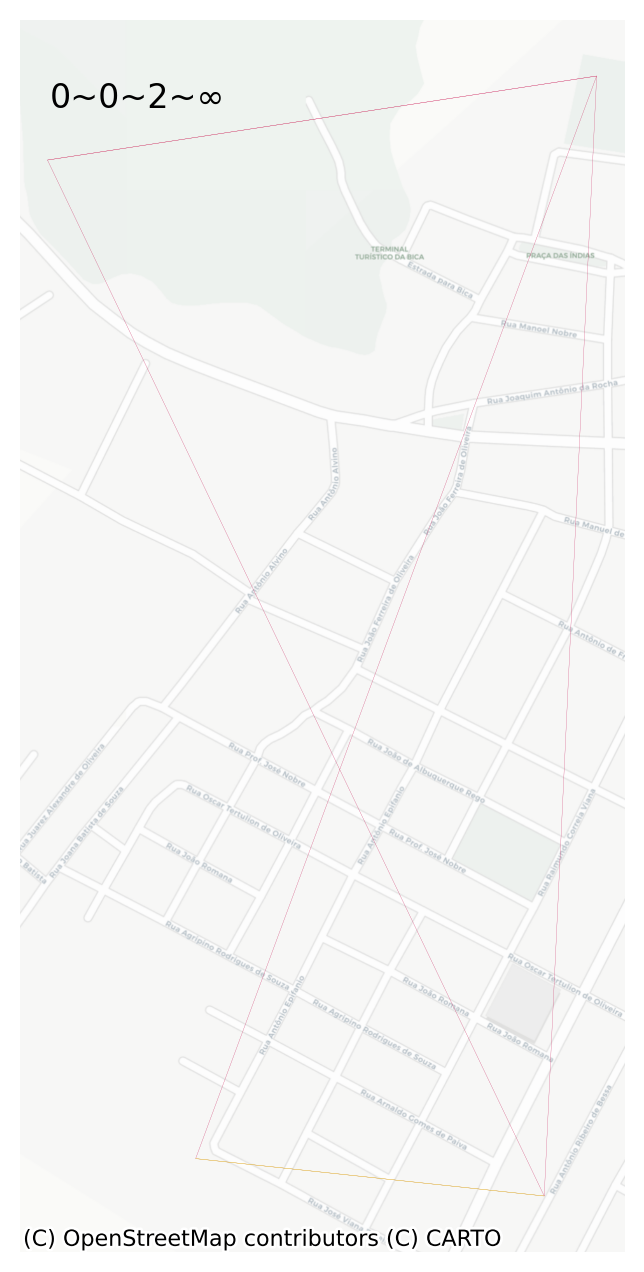 0~0~2~∞
TERMINAL
TURÍSTICO DA BICA
PRAÇA DAS ÍNDIAS
Estrada para Bica
Rua Manoel Nobre
Rua Joaquim Antônio da Rocha
Rua Antônio Alvino
Rua João Ferreira de Oliveira
Rua Manuel de
Rua Antônio Alvino
Rua João Ferreira de Oliveira
Rua Antônio de Fr
Rua João de Albuquerque Rego
Rua Prof. José Nobre
Rua Juarez Alexandre de Oliveira
Rua Joana Batista de Souza
Rua Oscar Tertulion de Oliveira
Rua Antônio Epifanio
Rua Raimundo Correia Viana
Rua Prof. José Nobre
Rua João Romana
Batista
Rua Agripino Rodrigues de Souza
Rua Oscar Tertulion de Oliveira
Rua João Romana
Rua Antônio Epifanio
Rua Agripino Rodrigues de Souza
Rua João Romana
Rua Arnaldo Gomes de Paiva
Rua Antônio Ribeiro de Bessa
Rua José Viana
(C) OpenStreetMap contributors (C) CARTO